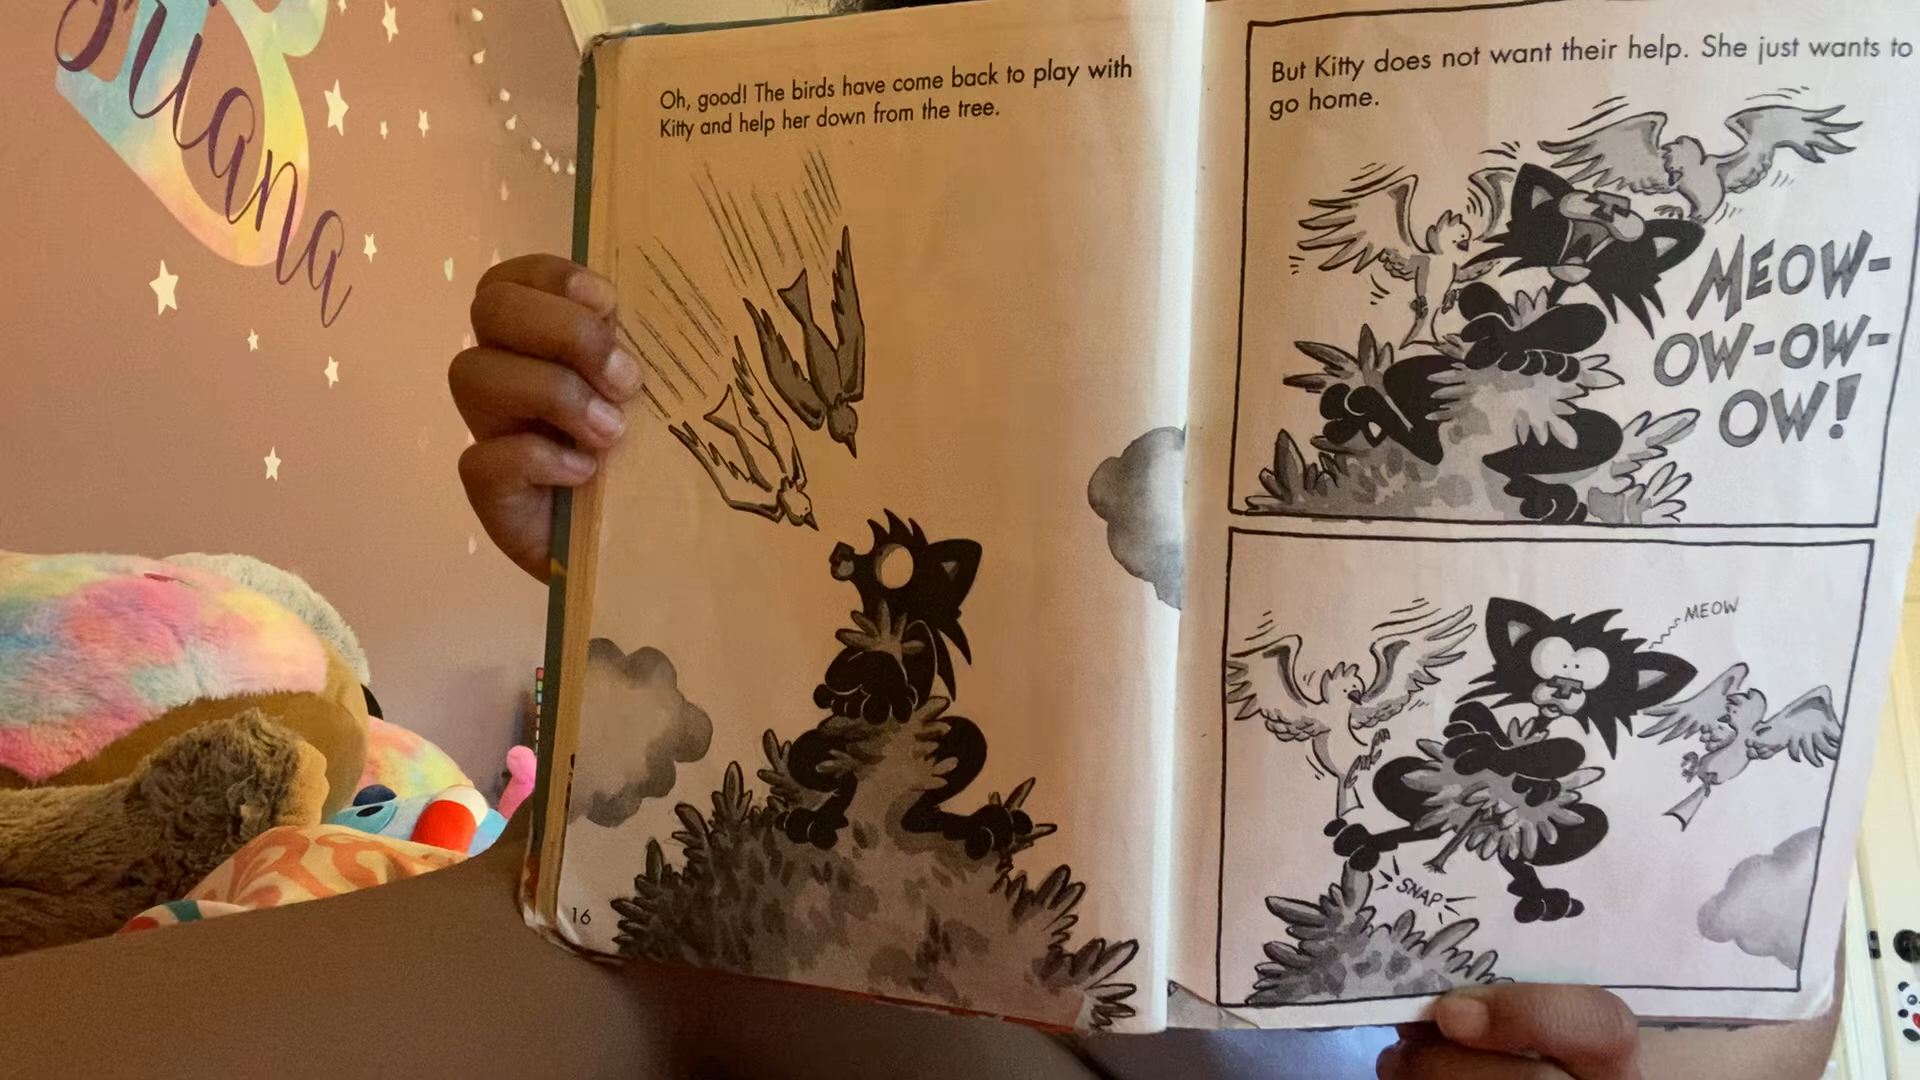 riana
Oh, good! The birds have come back to play with
Kitty and help her down from the tree.
16
But Kitty does not want their help. She just wants to
go home.
MEOW-
OW-OW-
OW!
MEOW
SNAP